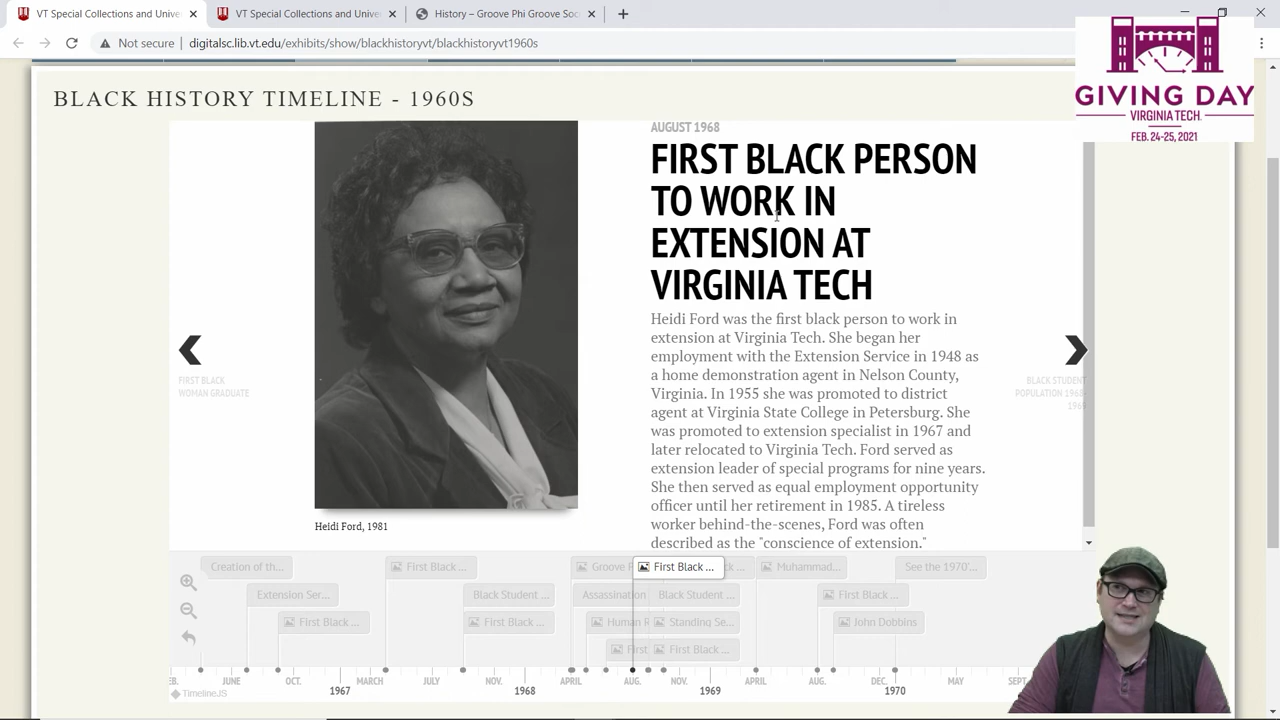 VT Special Collections and Univer
VT Special Collections and Univer
History – Groove Phi Groove Soc
Not secure
digitalsc.lib.vt.edu/exhibits/show/blackhistoryvt/blackhistoryvt1960s
GIVING DAY
VIRGINIA TECH.
FEB. 24-25, 2021
BLACK HISTORY TIMELINE - 1960S
AUGUST 1968
FIRST BLACK PERSON
TO WORK IN
EXTENSION AT
VIRGINIA TECH
Heidi Ford was the first black person to work in
extension at Virginia Tech. She began her
employment with the Extension Service in 1948 as
a home demonstration agent in Nelson County,
Virginia. In 1955 she was promoted to district
agent at Virginia State College in Petersburg. She
was promoted to extension specialist in 1967 and
later relocated to Virginia Tech. Ford served as
extension leader of special programs for nine years.
She then served as equal employment opportunity
officer until her retirement in 1985. A tireless
worker behind-the-scenes, Ford was often
described as the "conscience of extension."
FIRST BLACK
WOMAN GRADUATE
BLACK STUDENT
POPULATION 1968-
1969
Heidi Ford, 1981
Creation of th...
First Black ...
Groove
First Black ...
ck ...
Muhammad...
See the 1970'...
Extension Ser...
Black Student ...
Assassination
Black Student ...
First Black ...
First Black ...
First Black ...
Human R
Standing Se...
John Dobbins
First
First Black ...
EB.
JUNE
OCT.
1967
MARCH
JULY
NOV.
1968
APRIL
AUG.
NOV.
1969
APRIL
AUG.
DEC.
1970
MAY
SEPT
TimelineJS